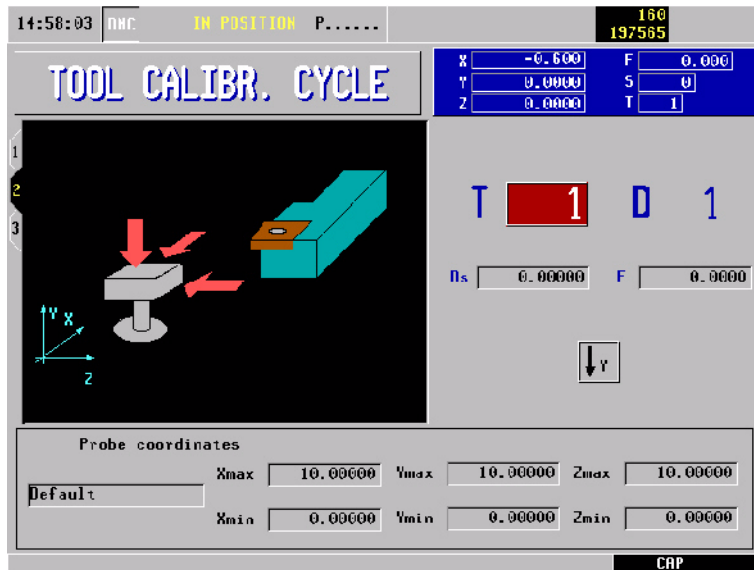 14:58:03 MMC IN POSITION P......
160
197565
TOOL CALIBR. CYCLE
X -0.600 F 0.000
Y 0.0000 S 0
Z 0.0000 T 1
1
2
3
T 1 D 1
Ds 0.00000 F 0.0000
Y
Y X
Z
Probe coordinates
Default
Xmax 10.00000 Ymax 10.00000 Zmax 10.00000
Xmin 0.00000 Ymin 0.00000 Zmin 0.00000
CAP